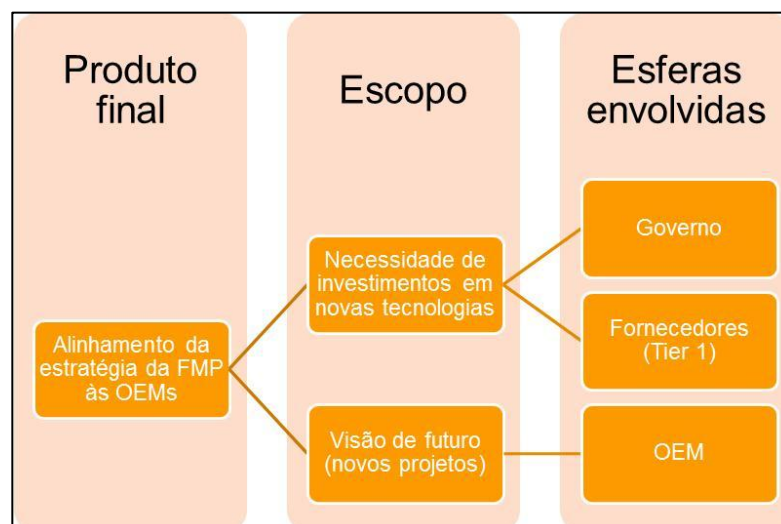 Produto
final
Escopo
Esferas
envolvidas
Alinhamento da
estratégia da FMP
às OEMs
Necessidade de
investimentos em
novas tecnologias
Visão de futuro
(novos projetos)
Governo
Fornecedores
(Tier 1)
OEM